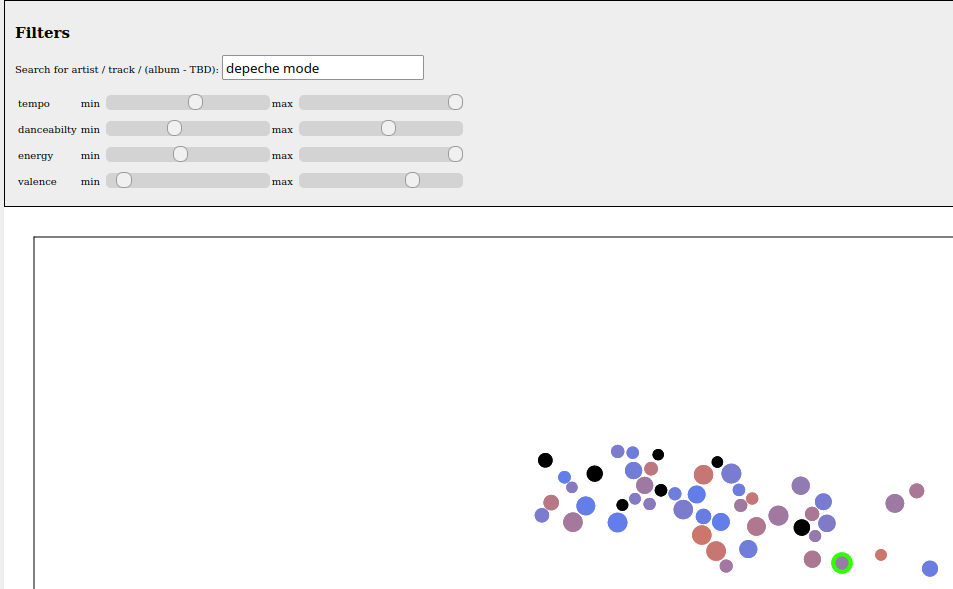 Filters
Search for artist / track / (album - TBD): depeche mode
tempo min max
danceabilty min max
energy min max
valence min max